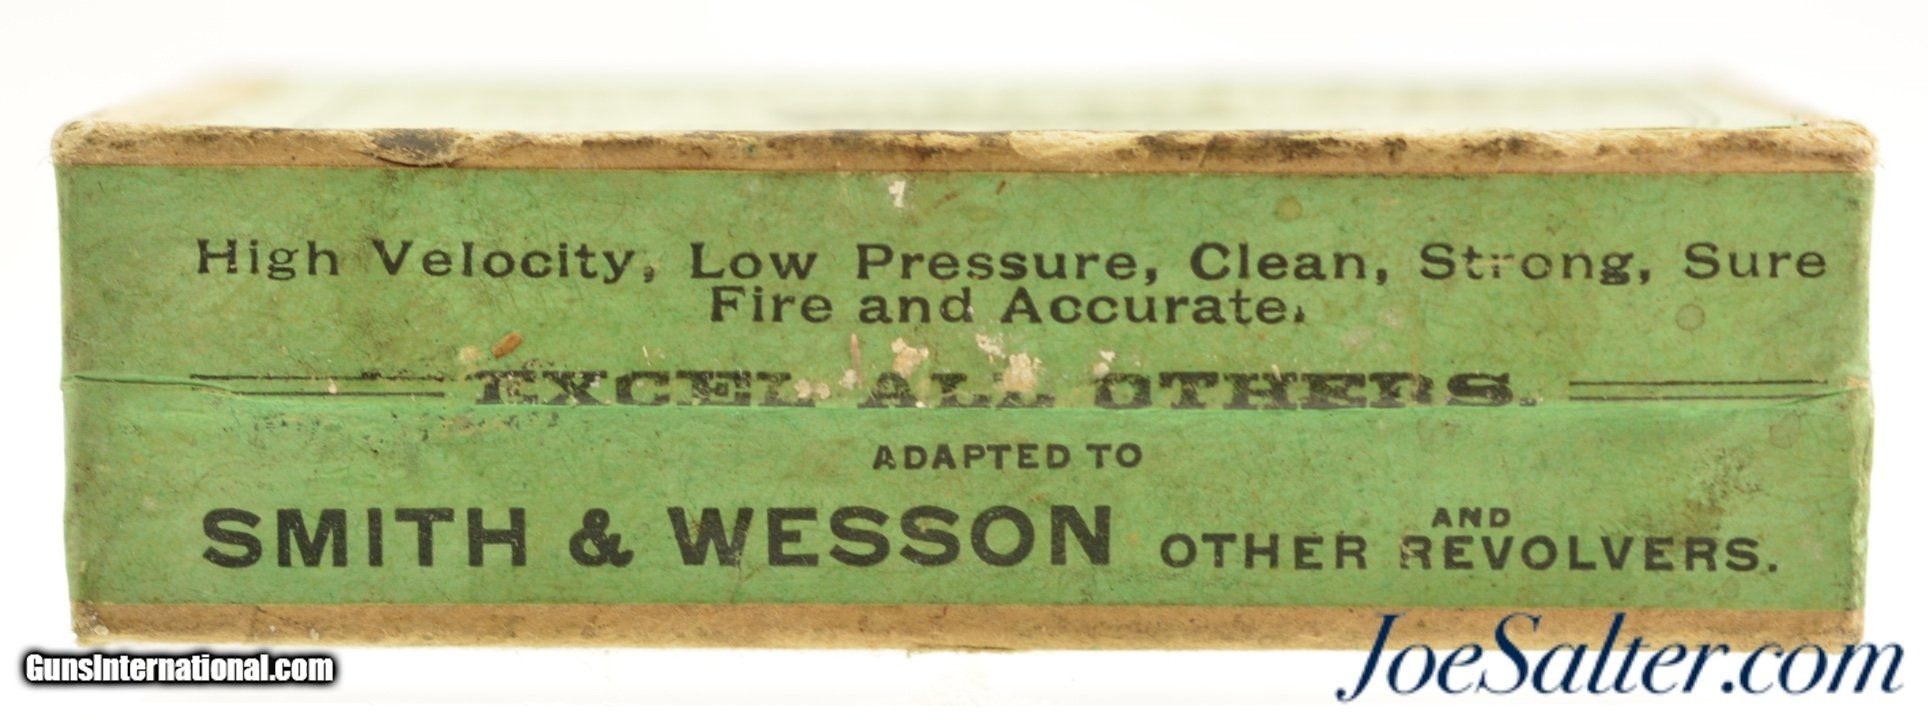 High Velocity, Low Pressure, Clean, Strong, Sure
Fire and Accurate.
EXCEL ALL OTHERS.
ADAPTED TO
SMITH & WESSON AND
OTHER REVOLVERS.
GunsInternational.com
JoeSalter.com